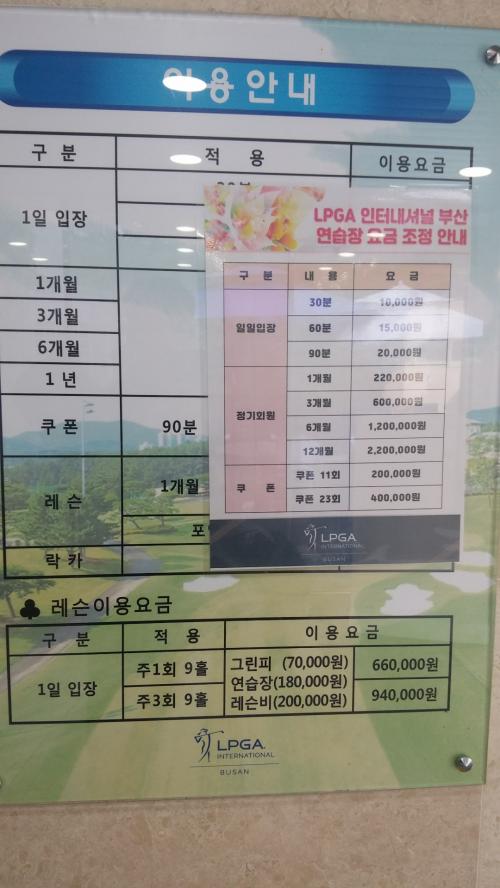 이용안내
구 분 적 용 이용요금
1일 입장
1개월
3개월
6개월
1 년
쿠 폰 90분
레 슨 1개월
포
락 카
LPGA 인터내셔널 부산
연습장 요금 조정 안내
구 분 내 용 요 금
일일입장 30분 10,000원
60분 15,000원
90분 20,000원
정기회원 1개월 220,000원
3개월 600,000원
6개월 1,200,000원
12개월 2,200,000원
쿠 폰 쿠폰 11회 200,000원
쿠폰 23회 400,000원
LPGA
INTERNATIONAL
BUSAN
♣ 레슨이용요금
구 분 적 용 이 용 요 금
1일 입장 주1회 9홀 그린피 (70,000원) 660,000원
연습장(180,000원)
주3회 9홀 레슨비(200,000원) 940,000원
LPGA
INTERNATIONAL
BUSAN